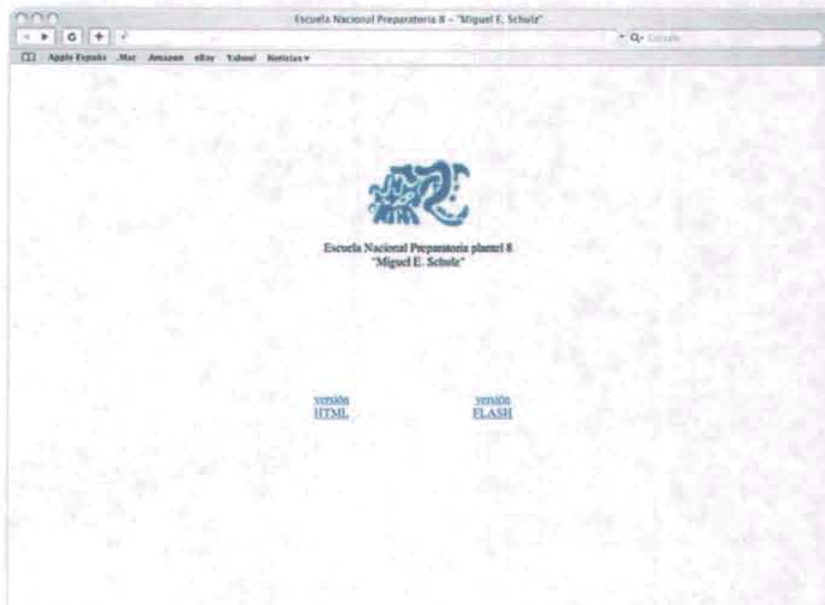 Escuela Nacional Preparatoria 8 – "Miguel E. Schulz"
Q-
Apple España .Mac Amazon eBay Yahoo! Noticias
Escuela Nacional Preparatoria plantel 8
"Miguel E. Schulz"
versión versión
HTML FLASH